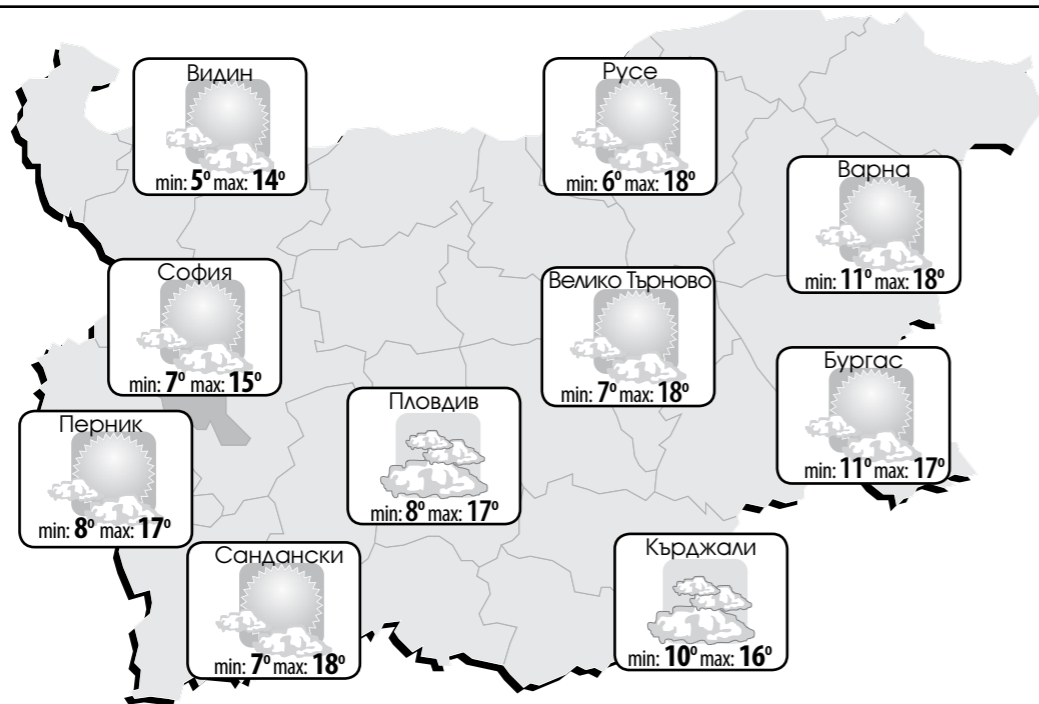 Видин
min: 5° max: 14°
Русе
min: 6° max: 18°
Варна
min: 11° max: 18°
София
min: 7° max: 15°
Велико Търново
min: 7° max: 18°
Бургас
min: 11° max: 17°
Пловдив
min: 8° max: 17°
Перник
min: 8° max: 17°
Сандански
min: 7° max: 18°
Кърджали
min: 10° max: 16°